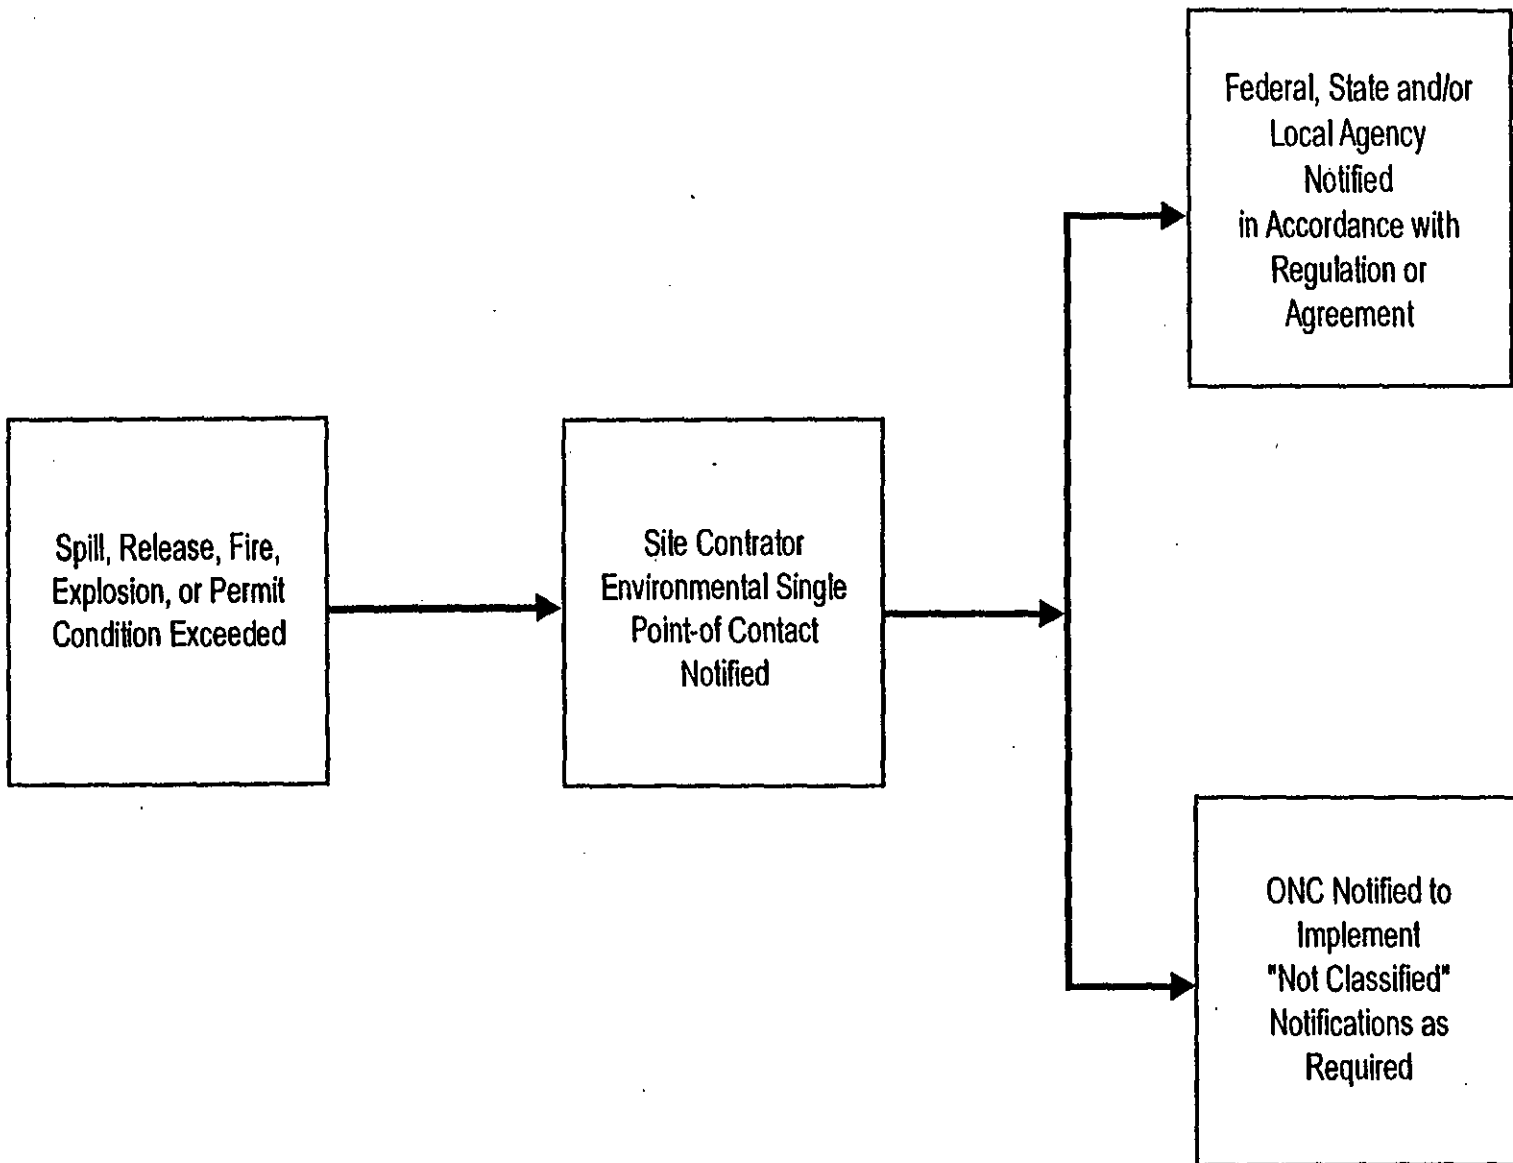 Spill, Release, Fire,
Explosion, or Permit
Condition Exceeded
Site Contrator
Environmental Single
Point-of Contact
Notified
Federal, State and/or
Local Agency
Notified
in Accordance with
Regulation or
Agreement
ONC Notified to
Implement
"Not Classified"
Notifications as
Required